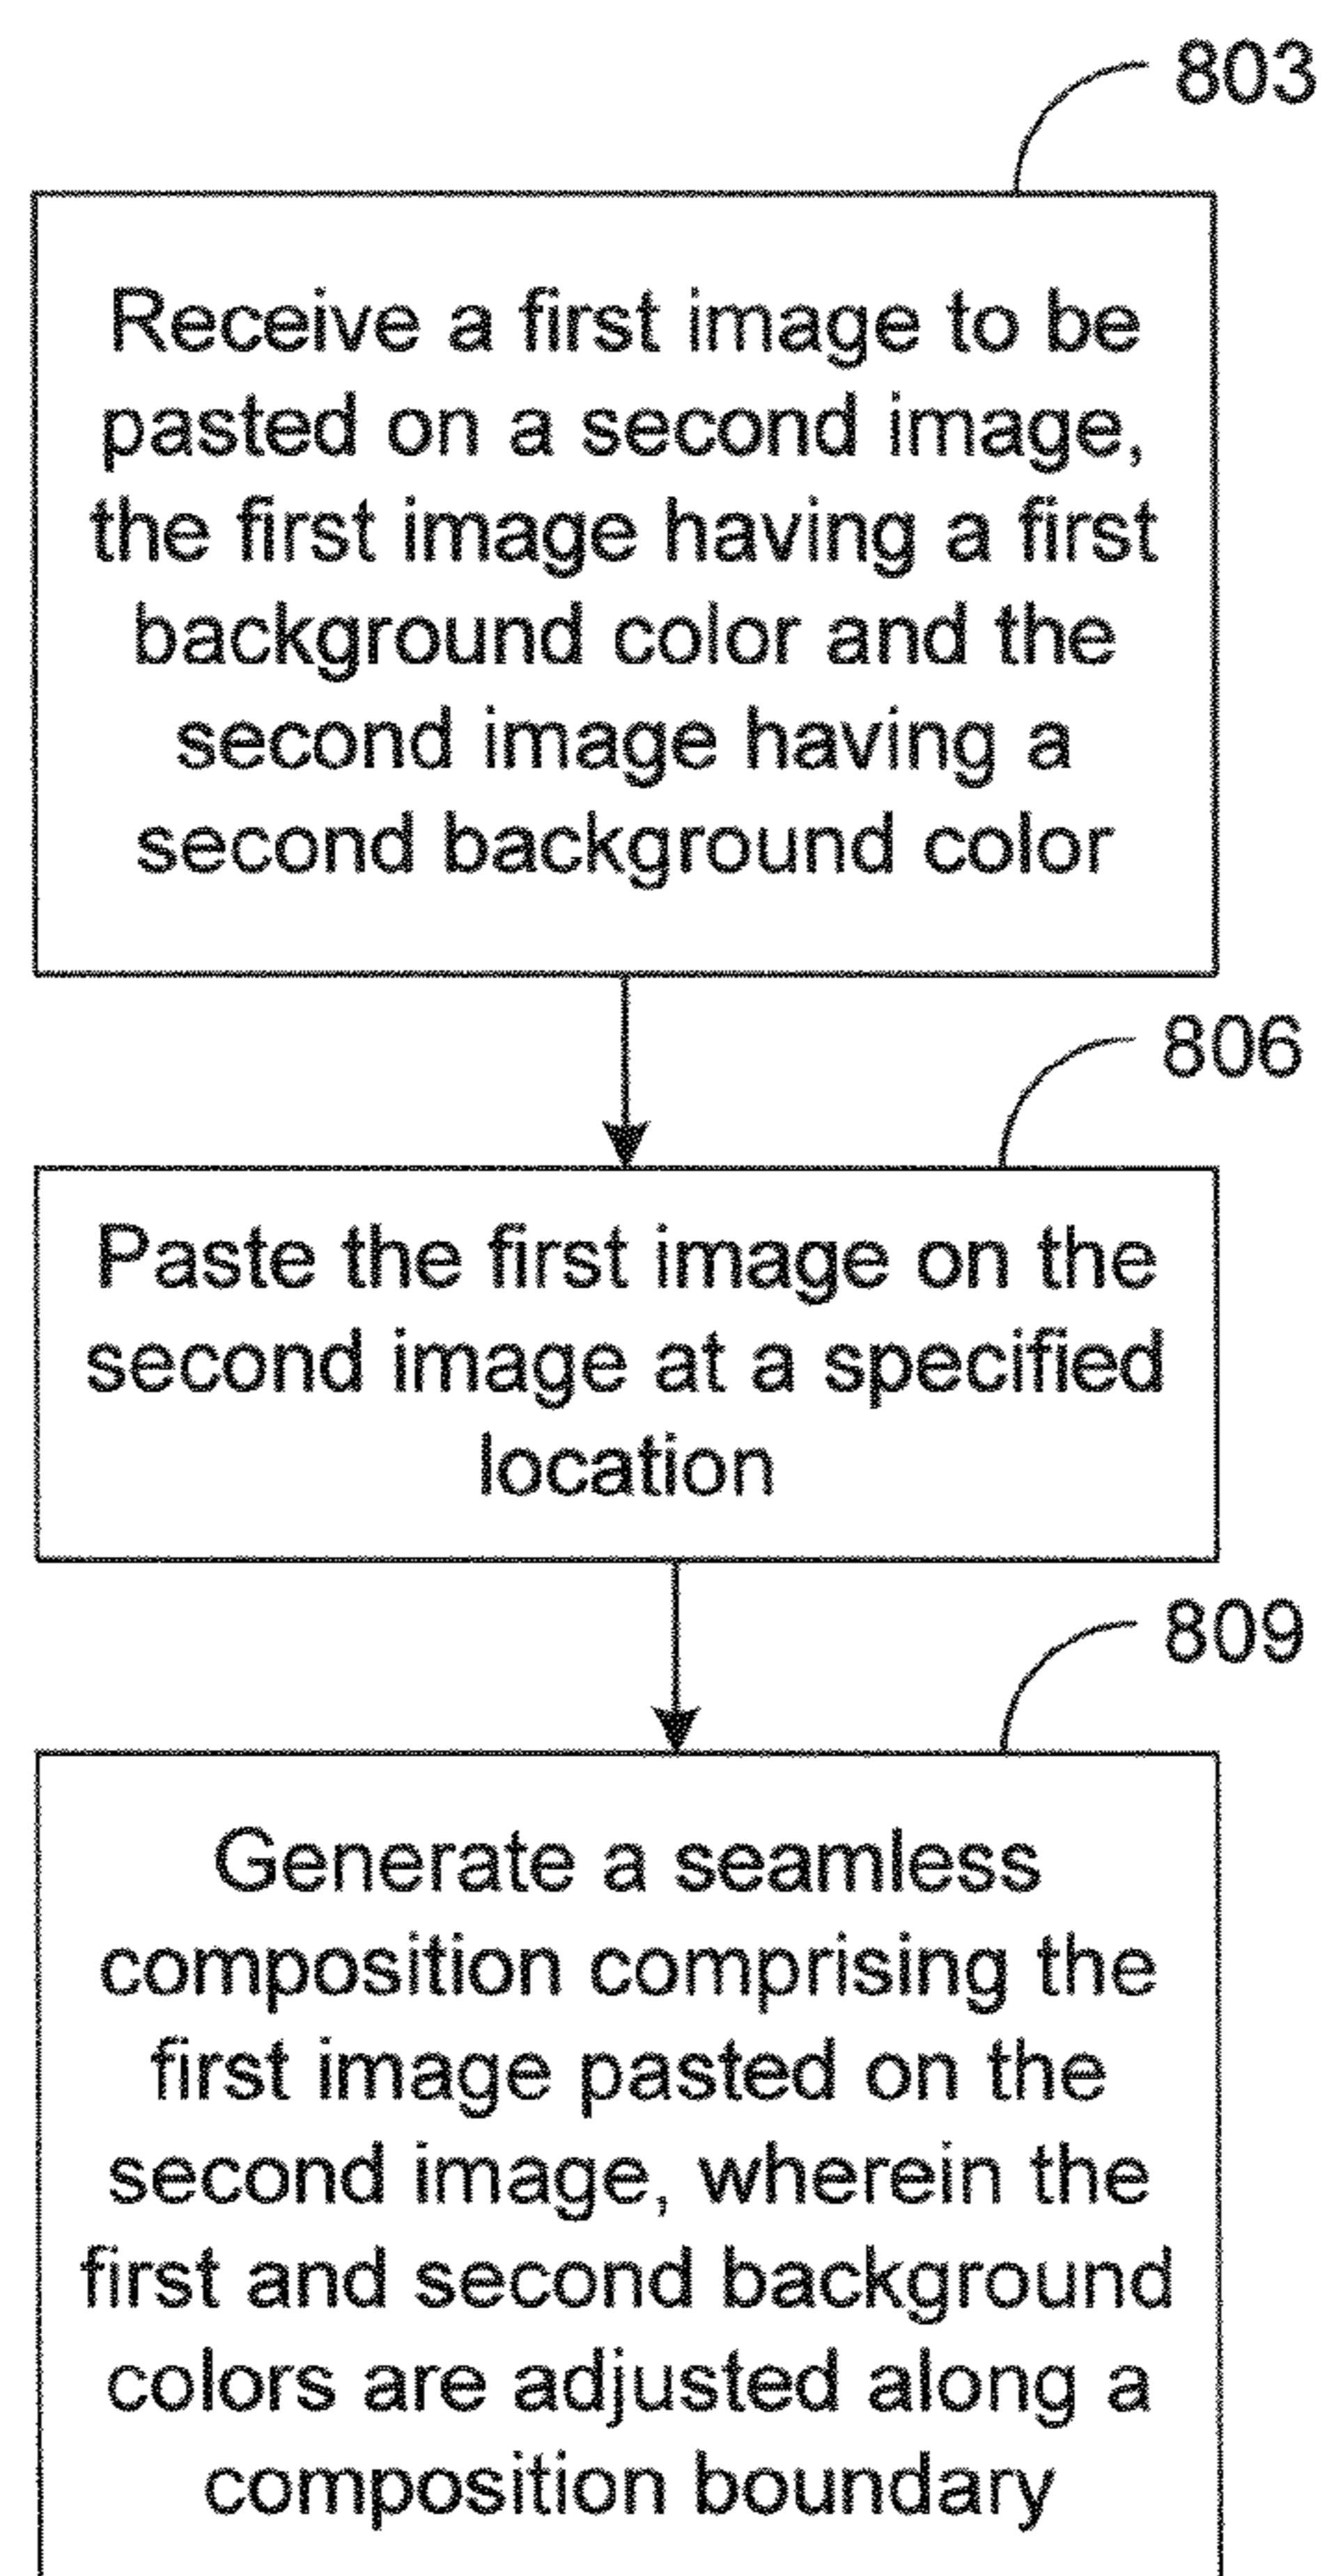 803
Receive a first image to be
pasted on a second image,
the first image having a first
background color and the
second image having a
second background color
806
Paste the first image on the
second image at a specified
location
809
Generate a seamless
composition comprising the
first image pasted on the
second image, wherein the
first and second background
colors are adjusted along a
composition boundary